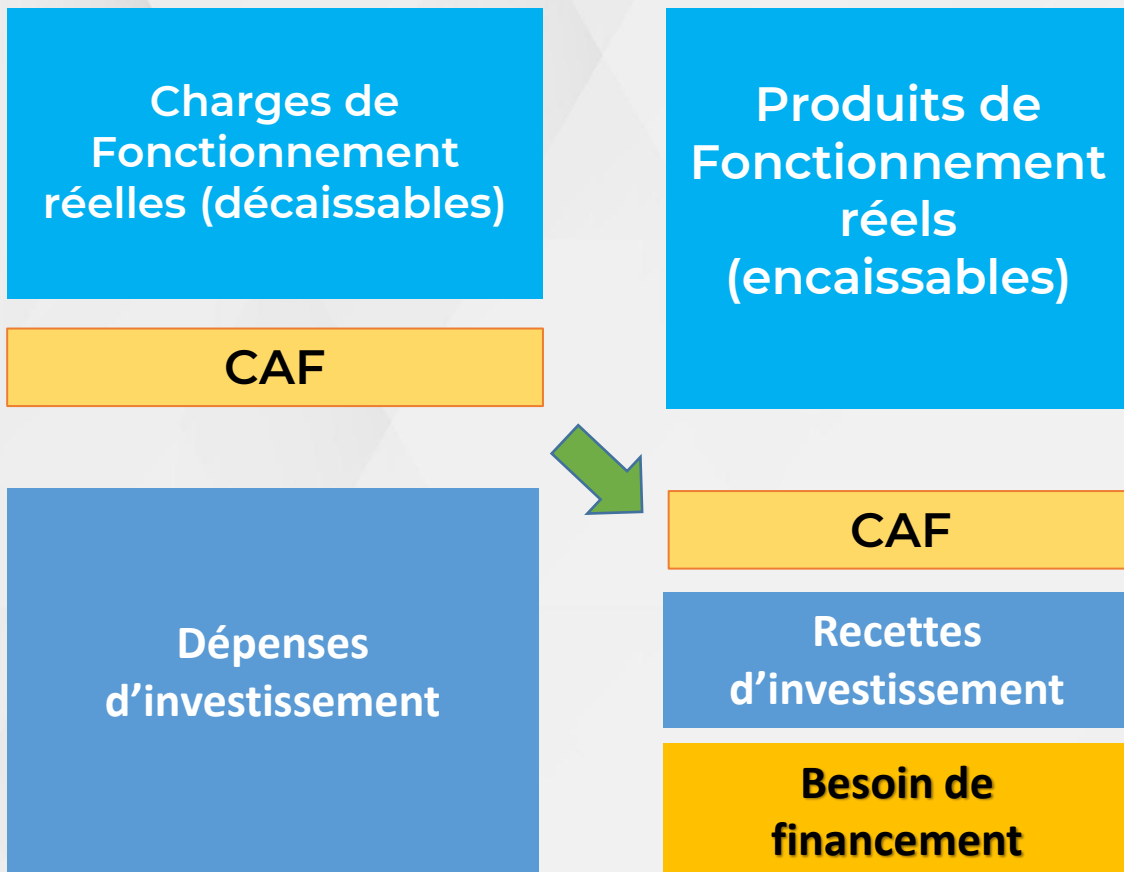 Charges de
Fonctionnement
réelles (décaissables)
Produits de
Fonctionnement
réels
(encaissables)
CAF
CAF
Dépenses
d’investissement
Recettes
d’investissement
Besoin de
financement